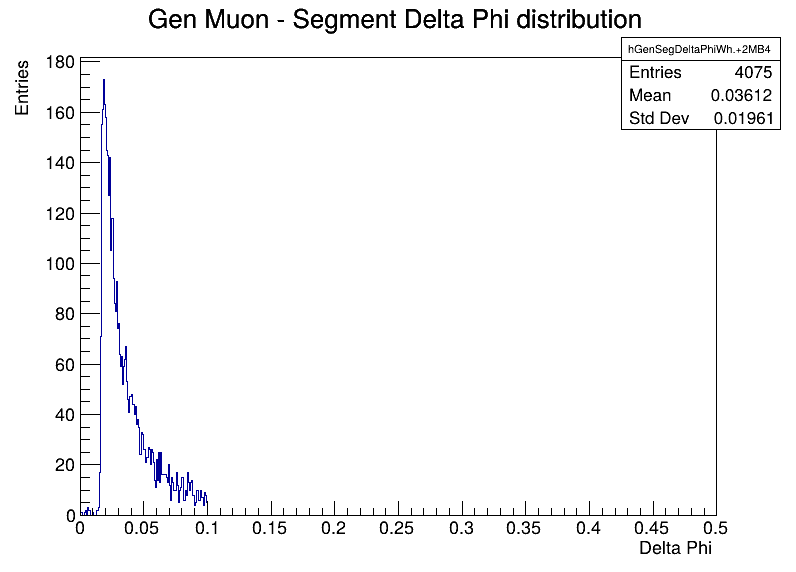 Gen Muon - Segment Delta Phi distribution
hGenSegDeltaPhiWh.+2MB4
Entries 4075
Mean 0.03612
Std Dev 0.01961
Entries
180
160
140
120
100
80
60
40
20
0
0 0.05 0.1 0.15 0.2 0.25 0.3 0.35 0.4 0.45 0.5
Delta Phi